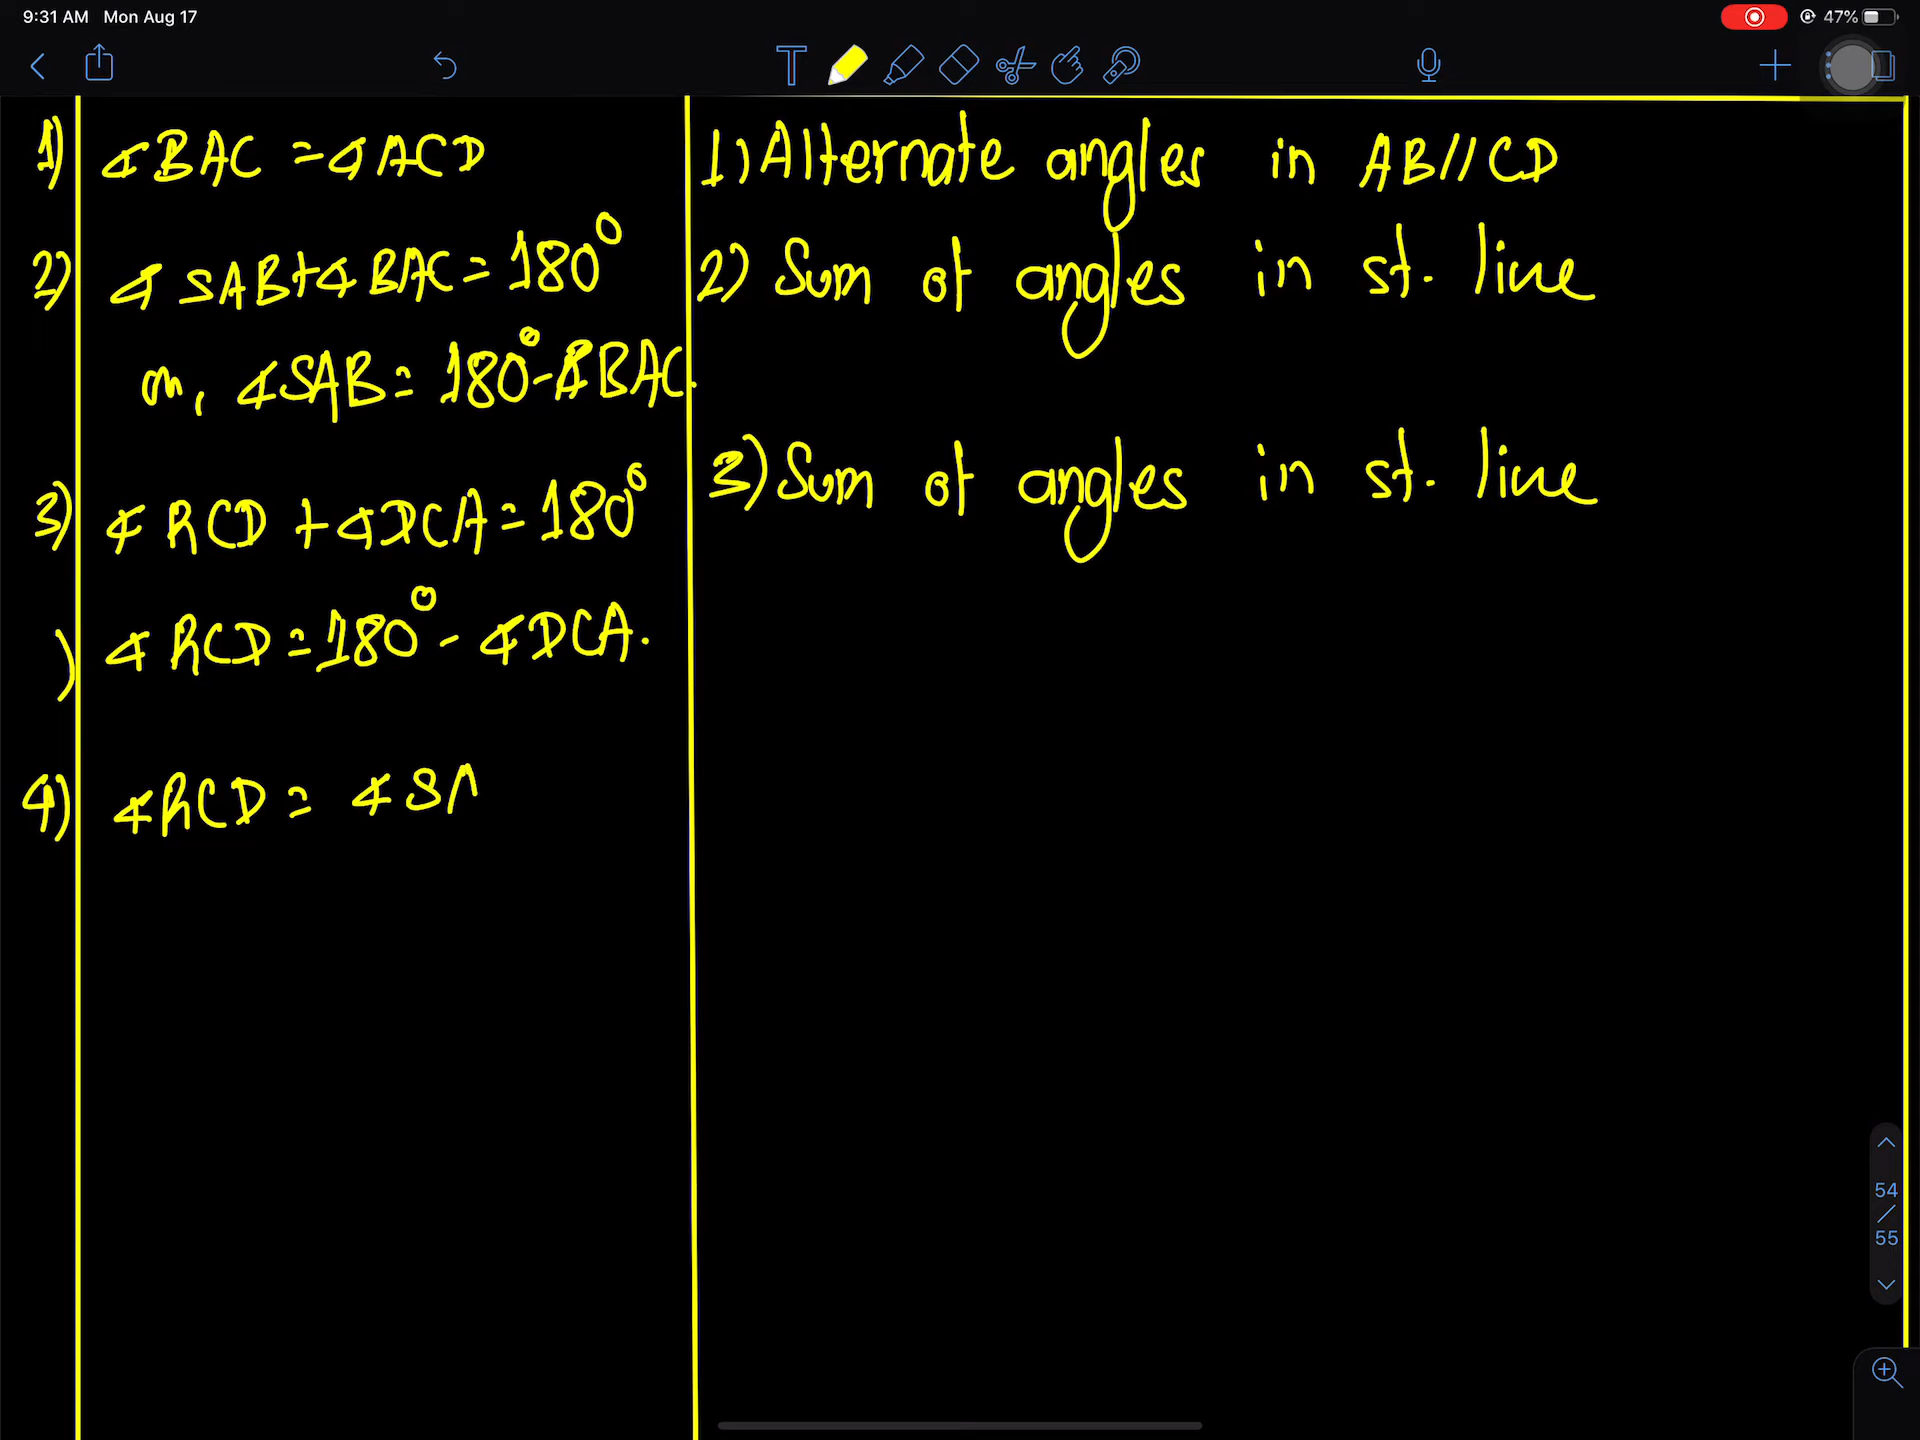 9:31 AM Mon Aug 17
47%
1) ∢BAC = ∢ACD
1) Alternate angles in AB//CD
2) ∢SAB+∢BAC = 180°
2) Sum of angles in st. line
or, ∢SAB = 180° - ∢BAC.
3) ∢RCD + ∢DCA = 180°
3) Sum of angles in st. line
) ∢RCD = 180° - ∢DCA.
4) ∢RCD = ∢SA
54
/
55